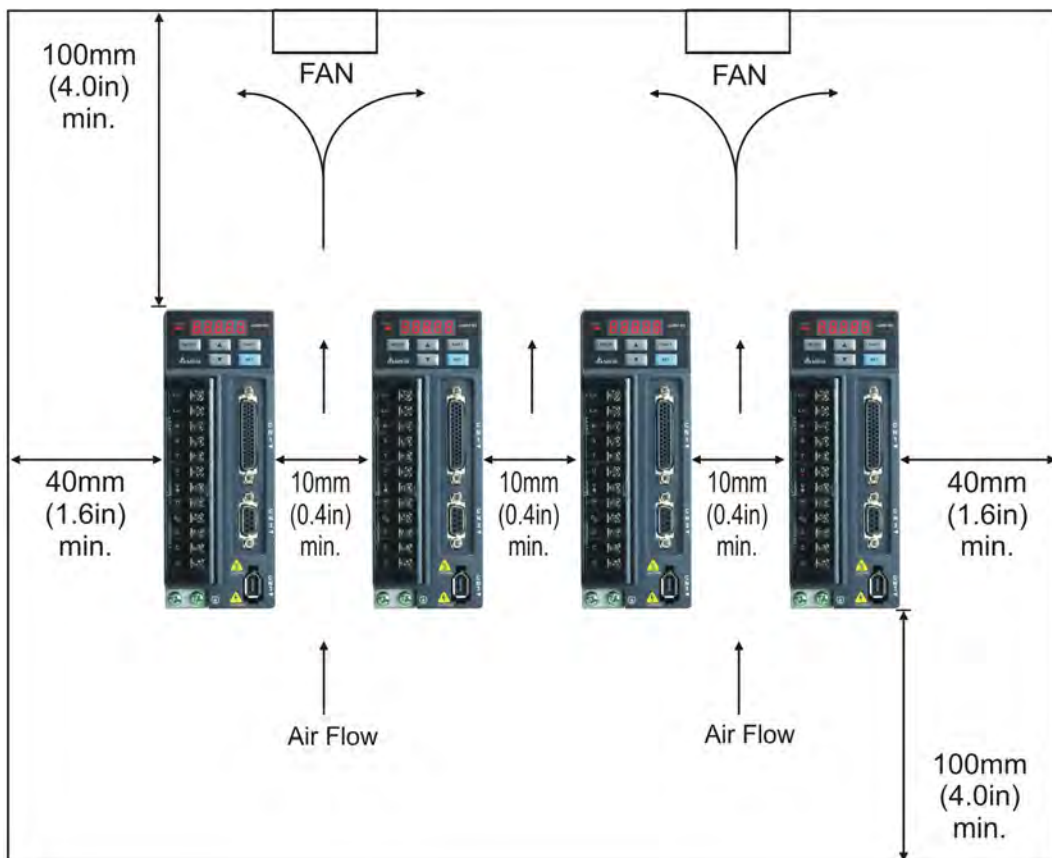 100mm
(4.0in)
min.
FAN
FAN
40mm
(1.6in)
min.
10mm
(0.4in)
min.
10mm
(0.4in)
min.
10mm
(0.4in)
min.
40mm
(1.6in)
min.
Air Flow
Air Flow
100mm
(4.0in)
min.